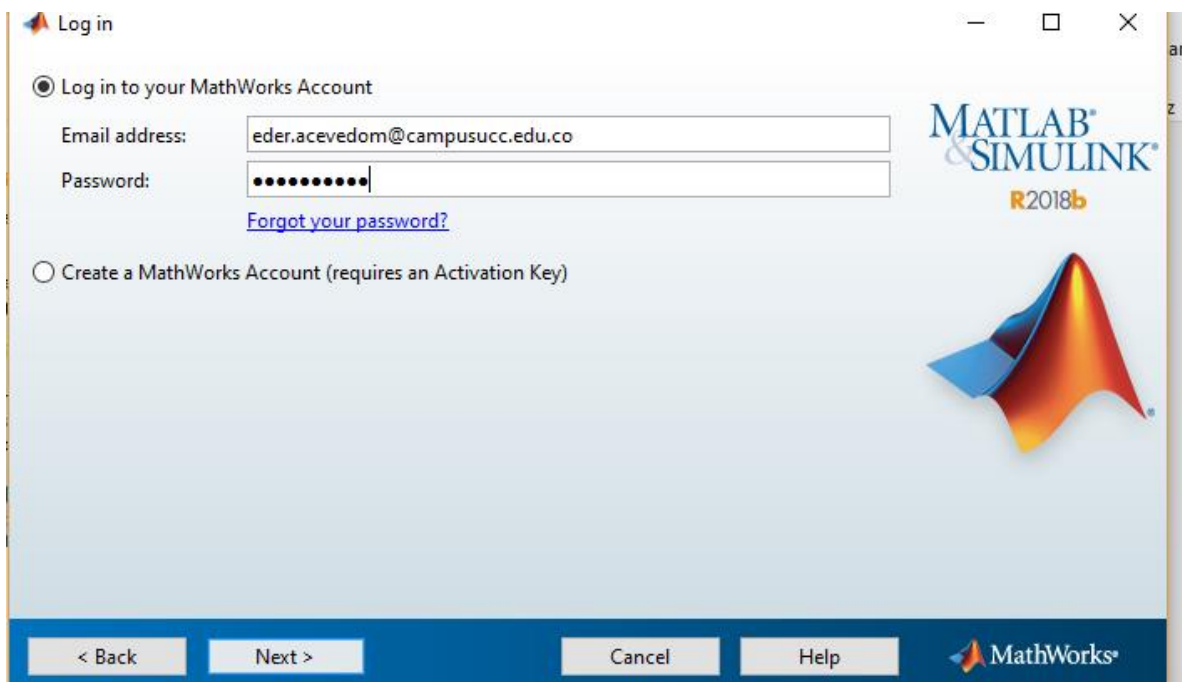 Log in
Log in to your MathWorks Account
Email address: eder.acevedom@campusucc.edu.co
Password: ••••••••••
Forgot your password?
Create a MathWorks Account (requires an Activation Key)
MATLAB®
&SIMULINK®
R2018b
< Back Next > Cancel Help MathWorks®